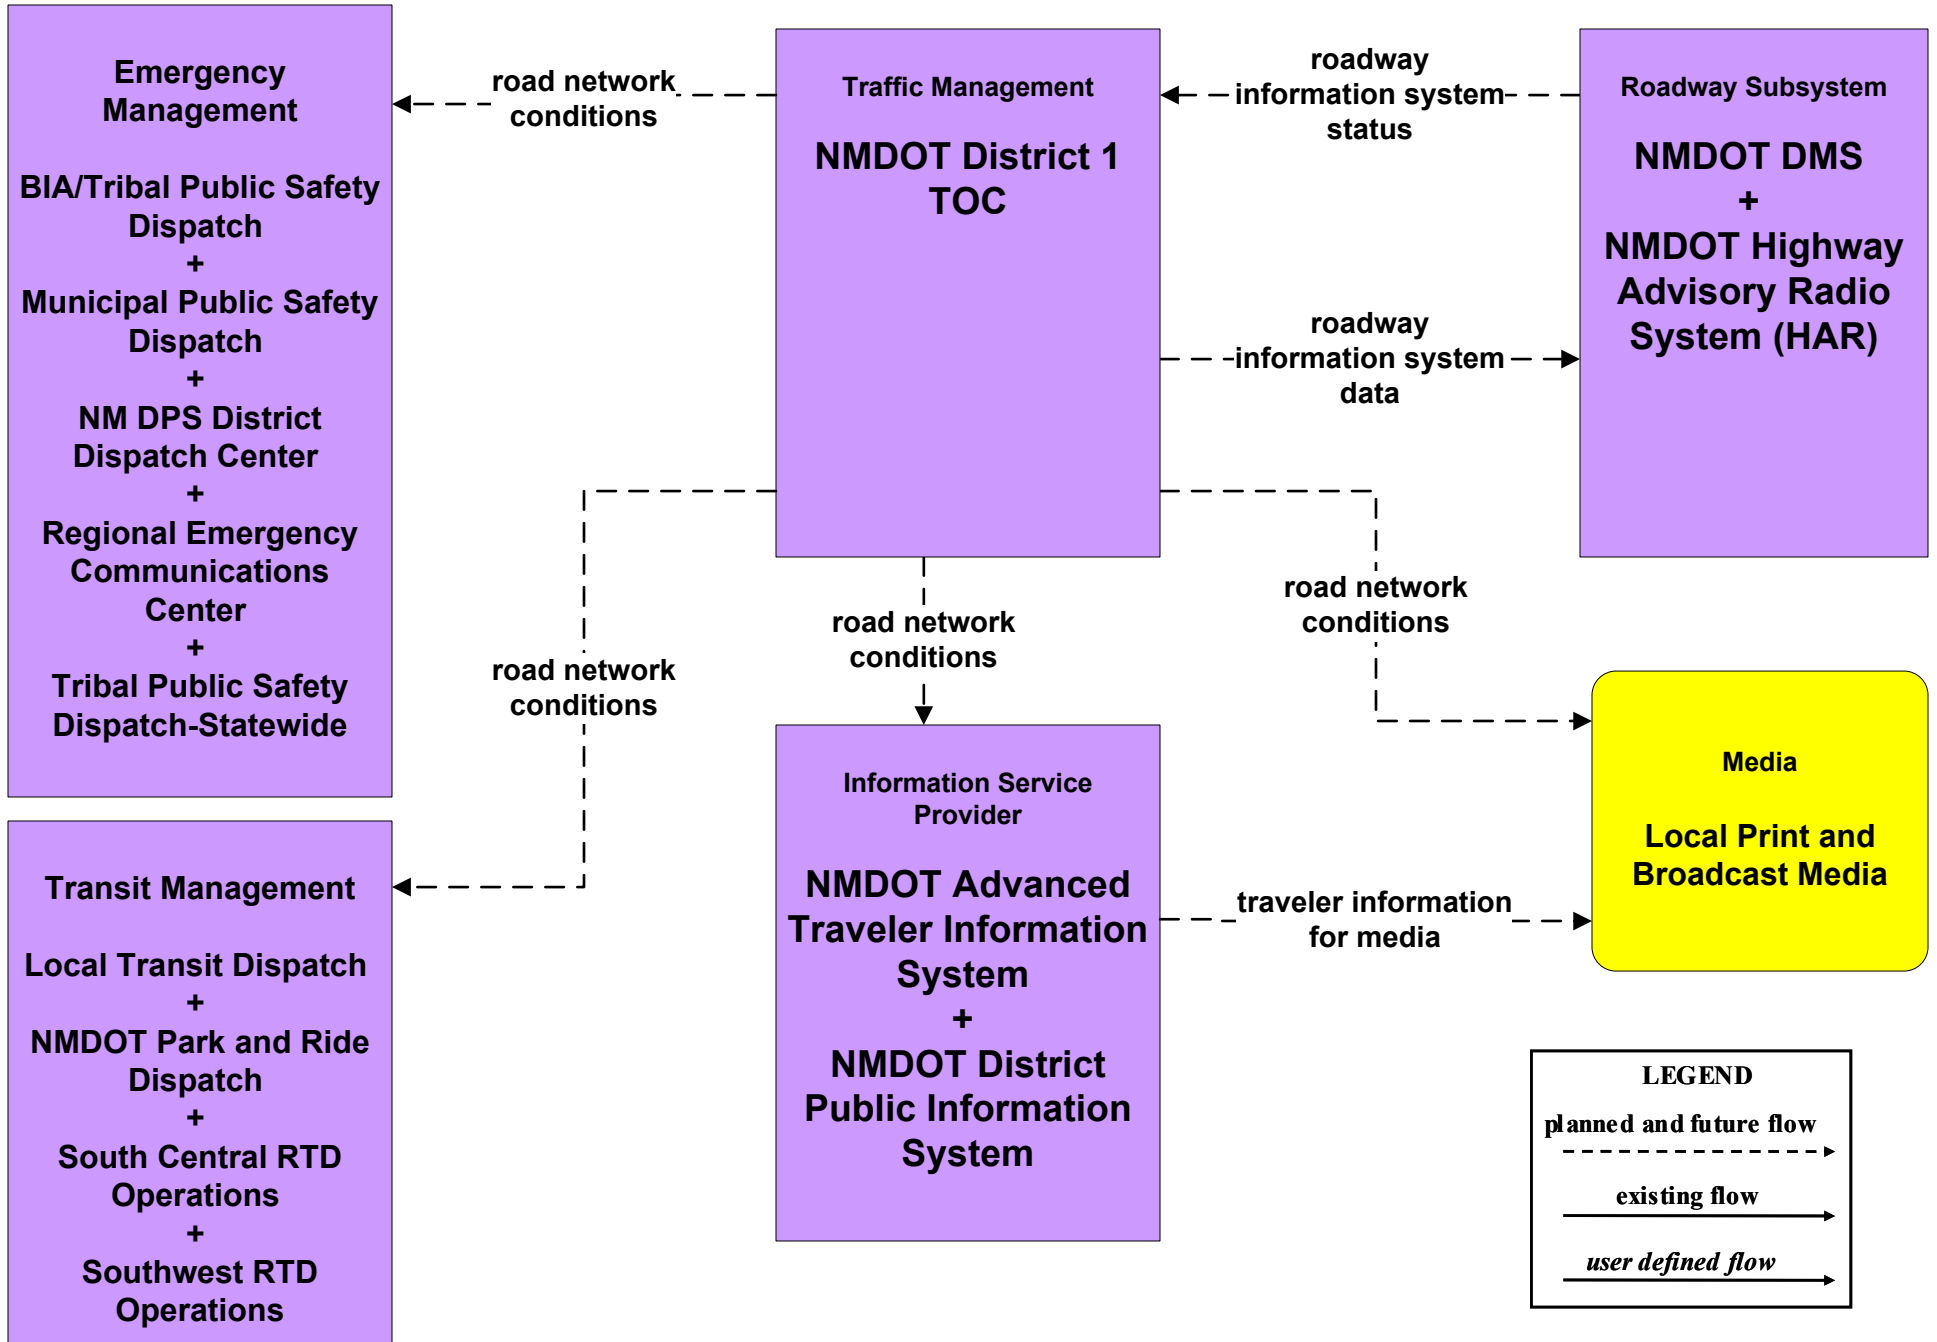 Emergency
Management
BIA/Tribal Public Safety
Dispatch
+
Municipal Public Safety
Dispatch
+
NM DPS District
Dispatch Center
+
Regional Emergency
Communications
Center
+
Tribal Public Safety
Dispatch-Statewide
road network
conditions
Traffic Management
NMDOT District 1
TOC
roadway
information system
status
Roadway Subsystem
NMDOT DMS
+
NMDOT Highway
Advisory Radio
System (HAR)
roadway
information system
data
road network
conditions
road network
conditions
road network
conditions
Transit Management
Local Transit Dispatch
+
NMDOT Park and Ride
Dispatch
+
South Central RTD
Operations
+
Southwest RTD
Operations
Information Service
Provider
NMDOT Advanced
Traveler Information
System
+
NMDOT District
Public Information
System
traveler information
for media
Media
Local Print and
Broadcast Media
LEGEND
planned and future flow
existing flow
user defined flow